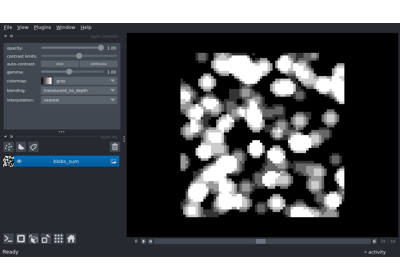 File View Plugins Window Help
opacity: 1.00
contrast limits:
auto-contrast: once continuous
gamma: 1.00
colormap: gray
blending: translucent_no_depth
interpolation: nearest
blobs_sum
Ready
activity